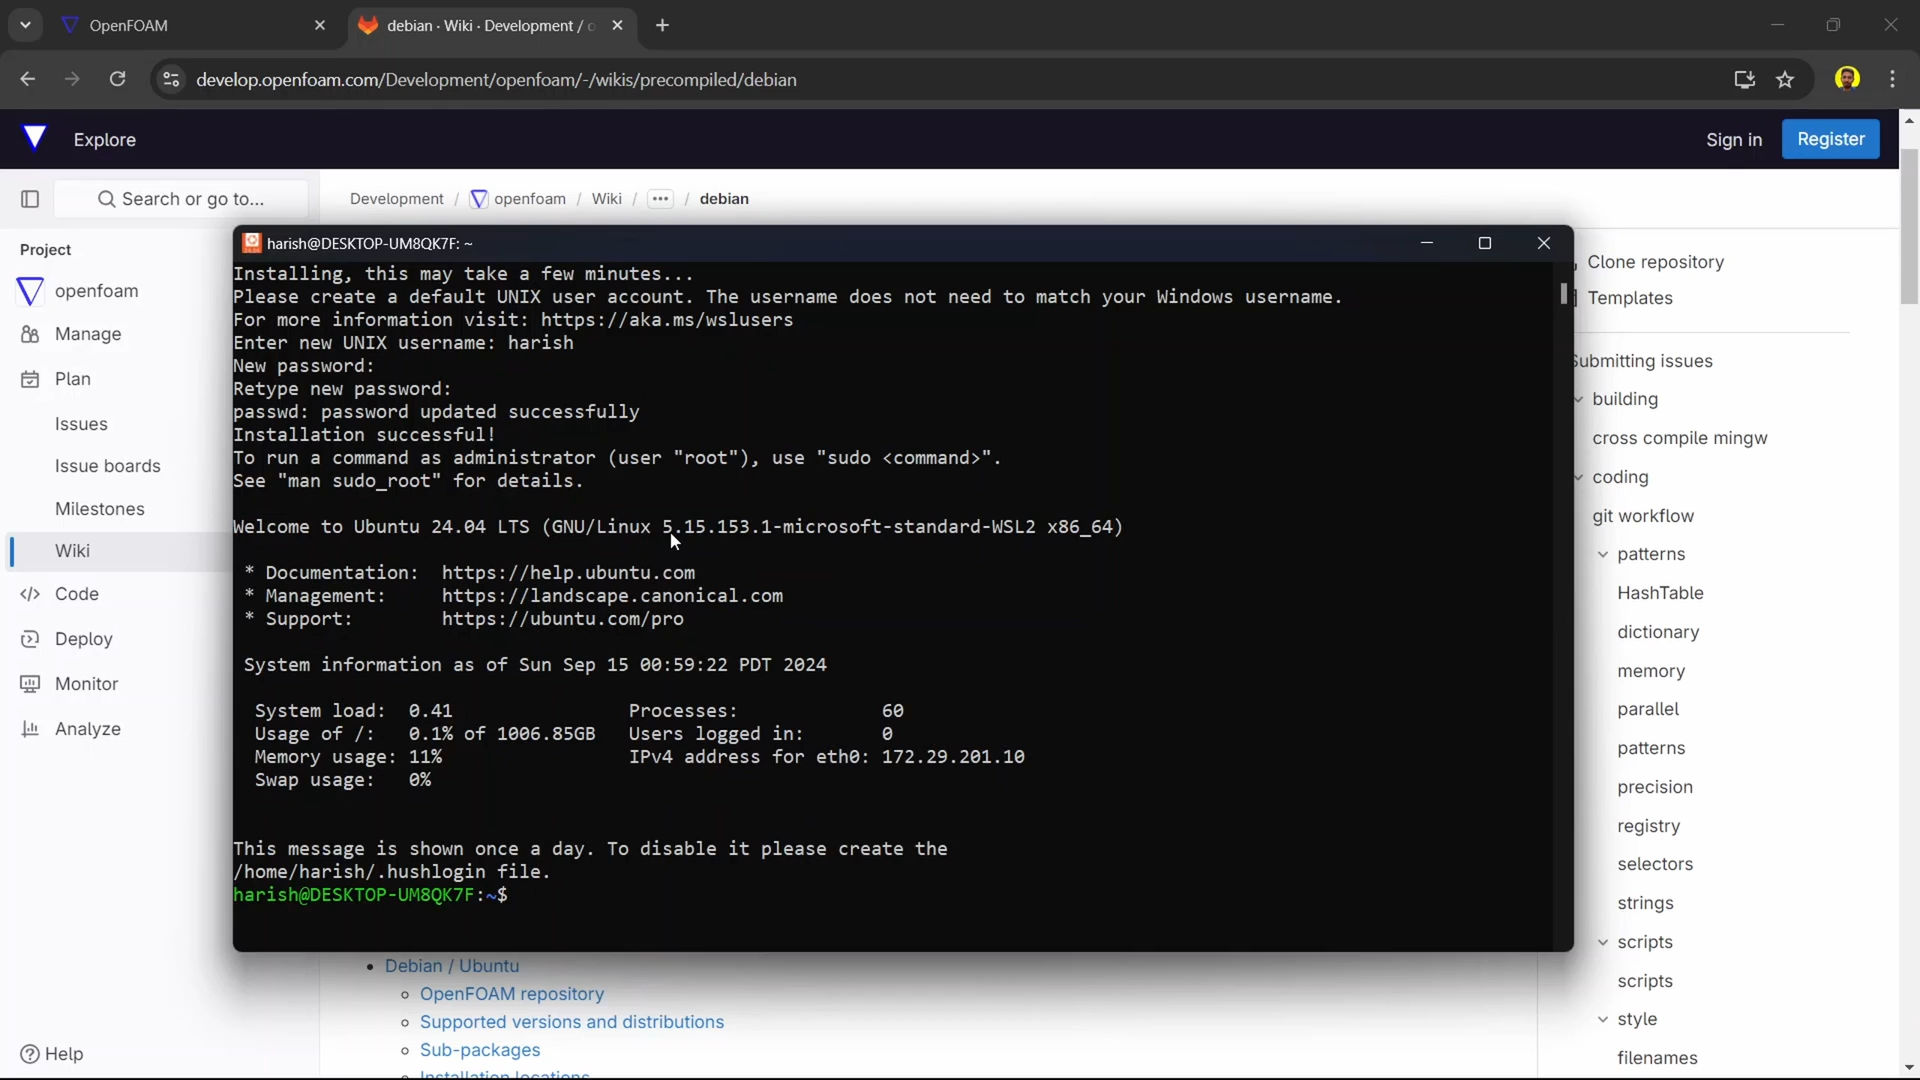 OpenFOAM
debian · Wiki · Development / o
develop.openfoam.com/Development/openfoam/-/wikis/precompiled/debian
Explore
Sign in
Register
Search or go to...
Development / openfoam / Wiki / ••• / debian
Project
openfoam
Manage
Plan
Issues
Issue boards
Milestones
Wiki
Code
Deploy
Monitor
Analyze
Help
harish@DESKTOP-UM8QK7F: ~
Installing, this may take a few minutes...
Please create a default UNIX user account. The username does not need to match your Windows username.
For more information visit: https://aka.ms/wslusers
Enter new UNIX username: harish
New password:
Retype new password:
passwd: password updated successfully
Installation successful!
To run a command as administrator (user "root"), use "sudo <command>".
See "man sudo_root" for details.
Welcome to Ubuntu 24.04 LTS (GNU/Linux 5.15.153.1-microsoft-standard-WSL2 x86_64)
* Documentation: https://help.ubuntu.com
* Management: https://landscape.canonical.com
* Support: https://ubuntu.com/pro
System information as of Sun Sep 15 00:59:22 PDT 2024
System load: 0.41 Processes: 60
Usage of /: 0.1% of 1006.85GB Users logged in: 0
Memory usage: 11% IPv4 address for eth0: 172.29.201.10
Swap usage: 0%
This message is shown once a day. To disable it please create the
/home/harish/.hushlogin file.
harish@DESKTOP-UM8QK7F:~$
Debian / Ubuntu
OpenFOAM repository
Supported versions and distributions
Sub-packages
Installation locations
Clone repository
Templates
Submitting issues
building
cross compile mingw
coding
git workflow
patterns
HashTable
dictionary
memory
parallel
patterns
precision
registry
selectors
strings
scripts
scripts
style
filenames